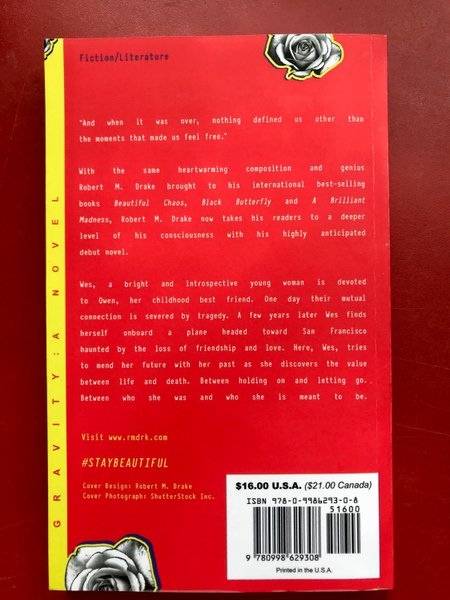 Fiction/Literature
"And when it was over, nothing defined us other than
the moments that made us feel free."
With the same heartwarming composition and genius
Robert M. Drake brought to his international best-selling
books Beautiful Chaos, Black Butterfly and A Brilliant
Madness, Robert M. Drake now takes his readers to a deeper
level of his consciousness with his highly anticipated
debut novel.
Wes, a bright and introspective young woman is devoted
to Owen, her childhood best friend. One day their mutual
connection is severed by tragedy. A few years later Wes finds
herself onboard a plane headed toward San Francisco
haunted by the loss of friendship and love. Here, Wes, tries
to mend her future with her past as she discovers the value
between life and death. Between holding on and letting go.
Between who she was and who she is meant to be.
Visit www.rmdrk.com
#STAYBEAUTIFUL
Cover Design: Robert M. Drake
Cover Photograph: ShutterStock Inc.
GRAVITY: A NOVEL
$16.00 U.S.A. ($21.00 Canada)
ISBN 978-0-9986293-0-8
51600
9 780998 629308
Printed in the U.S.A.